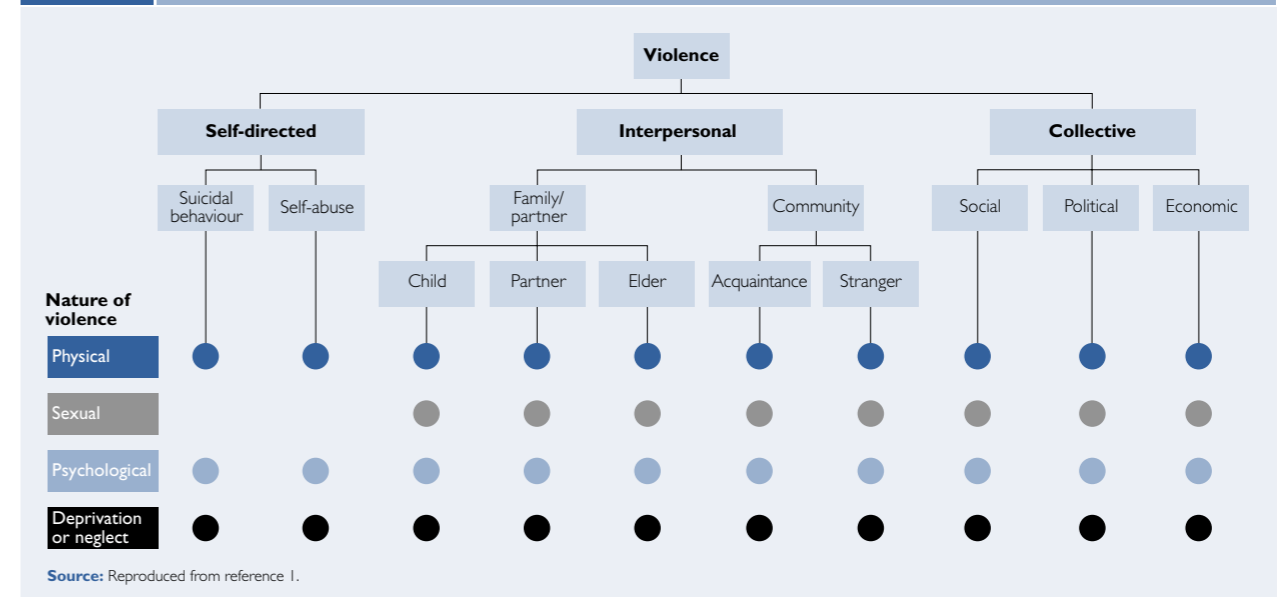 Violence
Self-directed
Interpersonal
Collective
Suicidal
behaviour
Self-abuse
Family/
partner
Community
Social
Political
Economic
Child
Partner
Elder
Acquaintance
Stranger
Nature of
violence
Physical
Sexual
Psychological
Deprivation
or neglect
Source: Reproduced from reference 1.